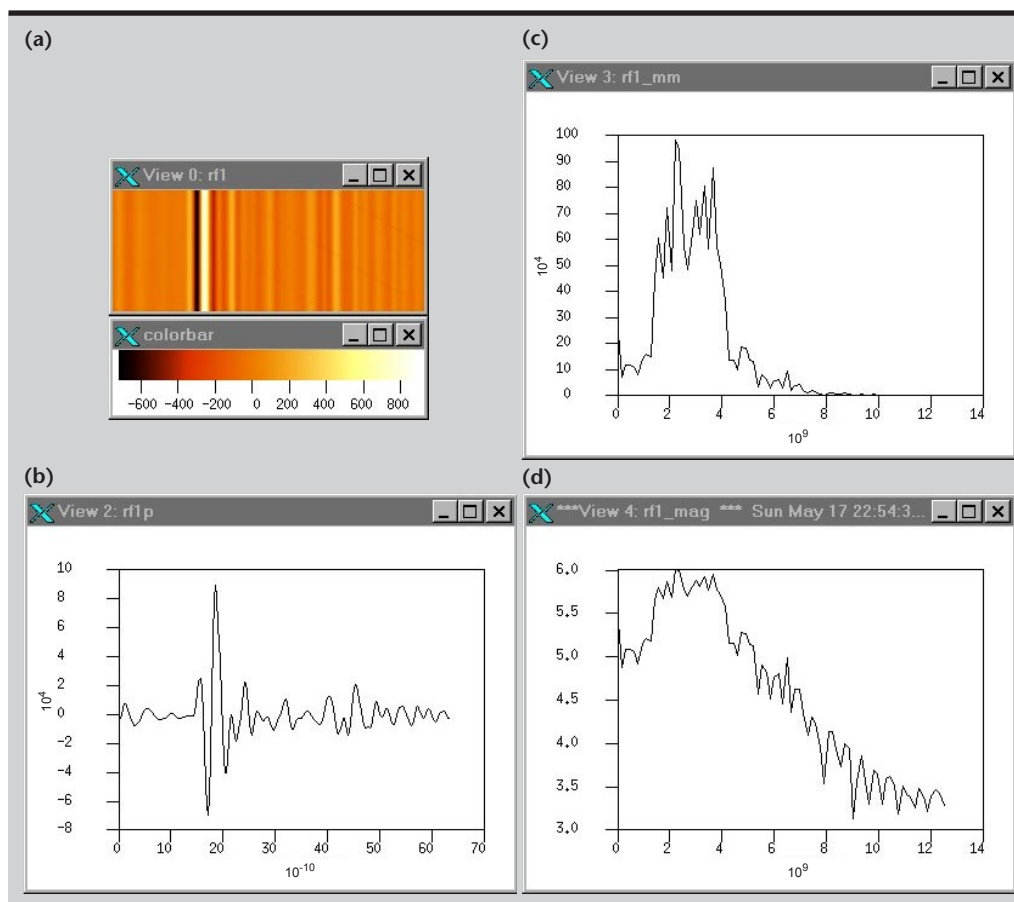 (a)
View 0: rf1
colorbar
-600 -400 -200 0 200 400 600 800
(b)
View 2: rf1p
10
8
6
4
2
0
-2
-4
-6
-8
10⁴
0 10 20 30 40 50 60 70
10⁻¹⁰
(c)
View 3: rf1_mm
100
90
80
70
60
50
40
30
20
10
0
10⁴
0 2 4 6 8 10 12 14
10⁹
(d)
***View 4: rf1_mag *** Sun May 17 22:54:3...
6.0
5.5
5.0
4.5
4.0
3.5
3.0
0 2 4 6 8 10 12 14
10⁹